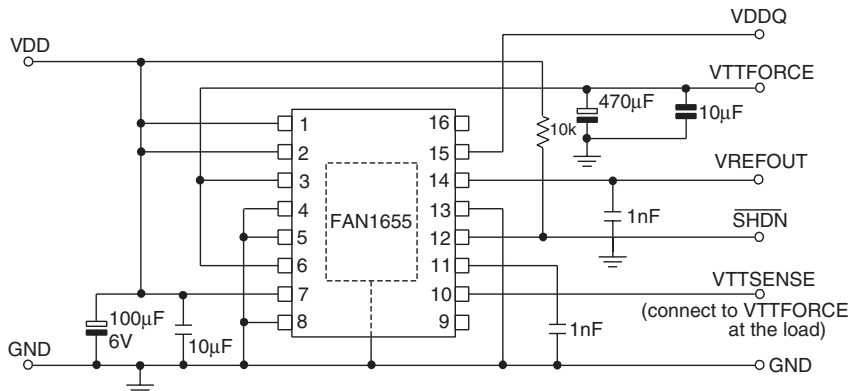 VDDQ
VDD
VTTFORCE
470µF
10µF
1
16
10k
2
15
VREFOUT
3
14
4
13
1nF
SHDN
FAN1655
5
12
6
11
VTTSENSE
7
10
(connect to VTTFORCE
at the load)
100µF
6V
10µF
8
9
1nF
GND
GND